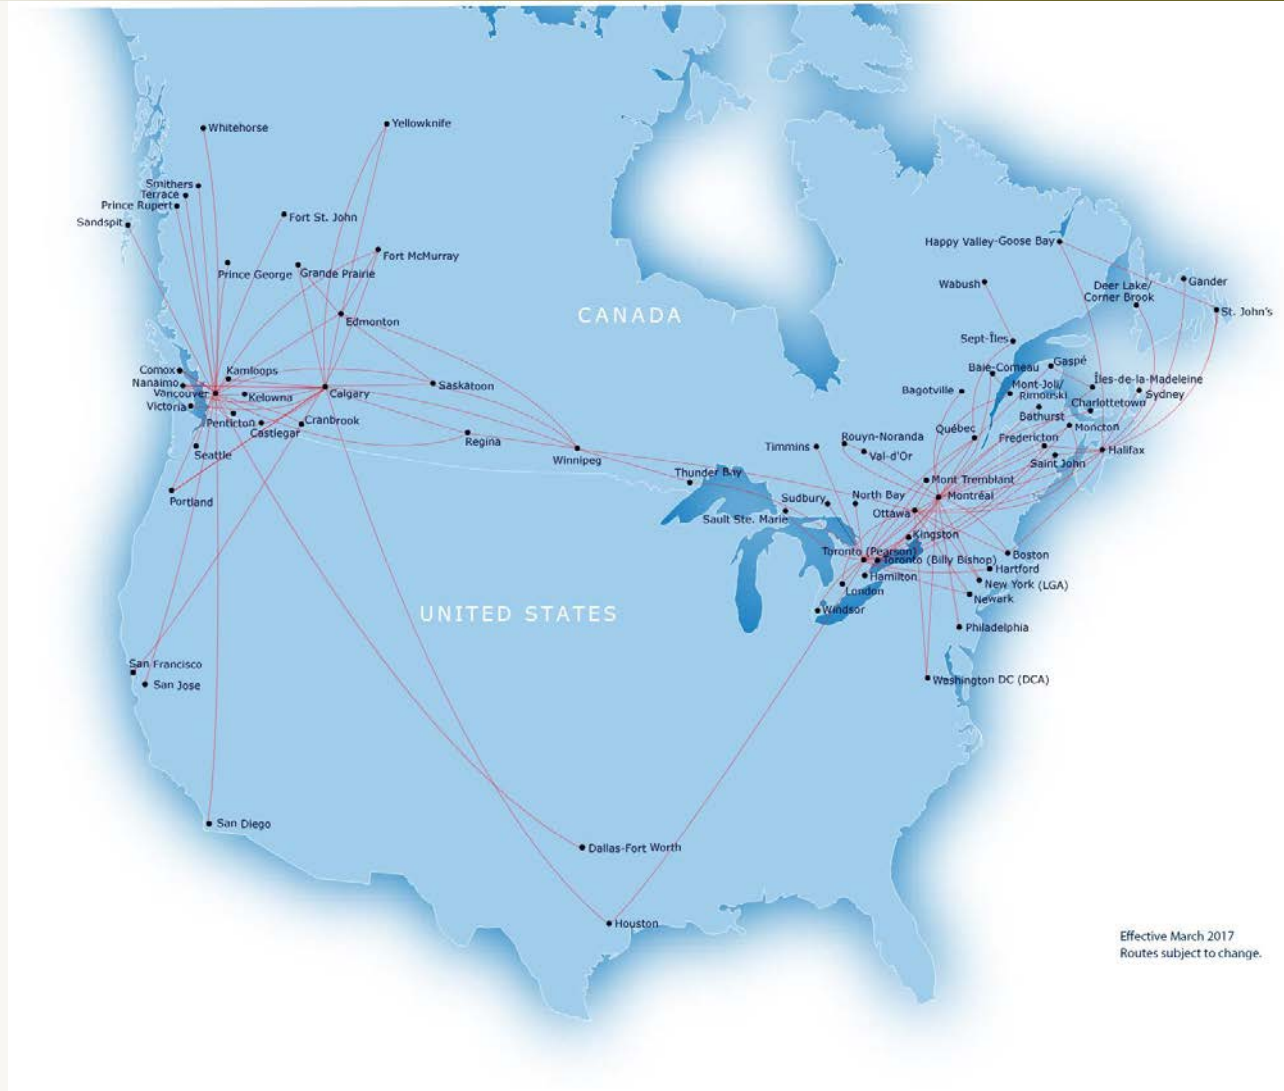 Whitehorse
Yellowknife
Smithers
Terrace
Prince Rupert
Sandspit
Fort St. John
Fort McMurray
Prince George
Grande Prairie
Edmonton
CANADA
Happy Valley-Goose Bay
Wabush
Deer Lake/
Corner Brook
Gander
St. John's
Sept-Îles
Gaspé
Baie-Comeau
Îles-de-la-Madeleine
Bagotville
Mont-Joli/
Rimouski
Sydney
Charlottetown
Bathurst
Moncton
Comox
Kamloops
Nanaimo
Vancouver
Kelowna
Calgary
Saskatoon
Victoria
Penticton
Cranbrook
Castlegar
Seattle
Regina
Winnipeg
Portland
Thunder Bay
Timmins
Rouyn-Noranda
Val-d'Or
Québec
Fredericton
Halifax
Saint John
Mont Tremblant
Montréal
Sudbury
North Bay
Ottawa
Sault Ste. Marie
Kingston
Toronto (Pearson)
Toronto (Billy Bishop)
Boston
Hartford
Hamilton
New York (LGA)
London
Newark
Windsor
Philadelphia
UNITED STATES
San Francisco
San Jose
Washington DC (DCA)
San Diego
Dallas-Fort Worth
Houston
Effective March 2017
Routes subject to change.